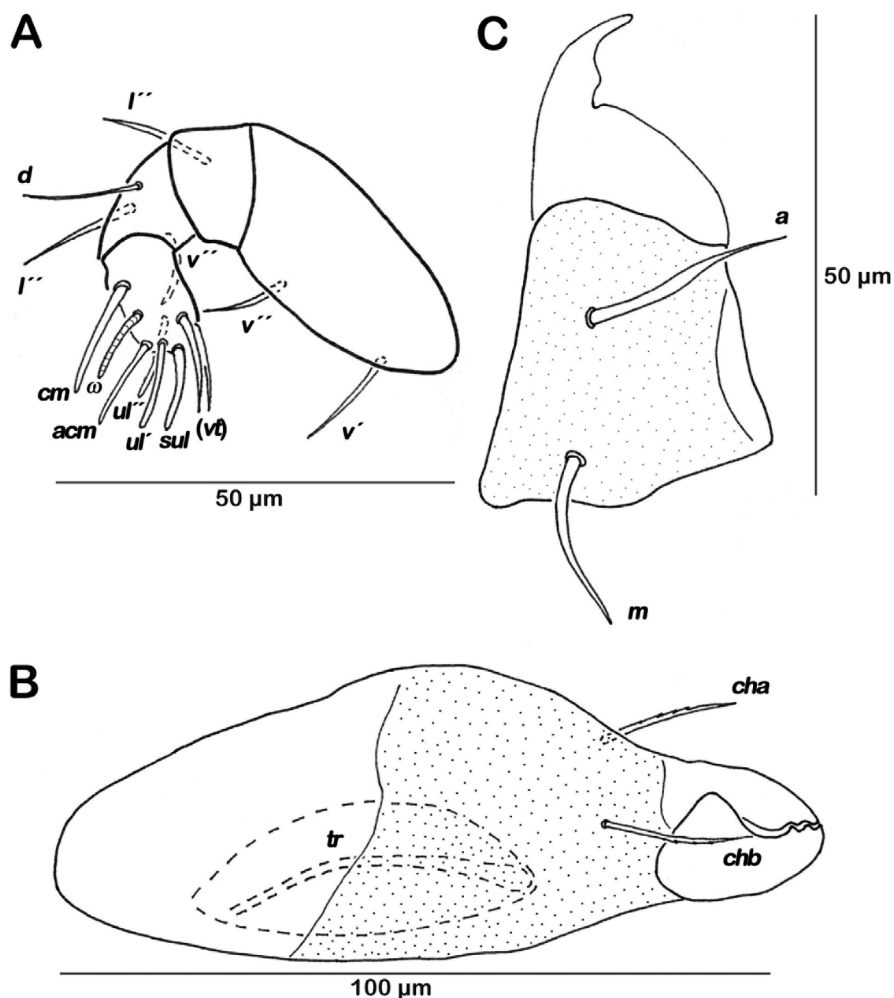 A
l´´
d
l´´
v´´
v´´
cm
ω
acm
ul´´
ul´
sul
(vt)
v´
50 µm
C
a
50 µm
m
B
cha
tr
chb
100 µm